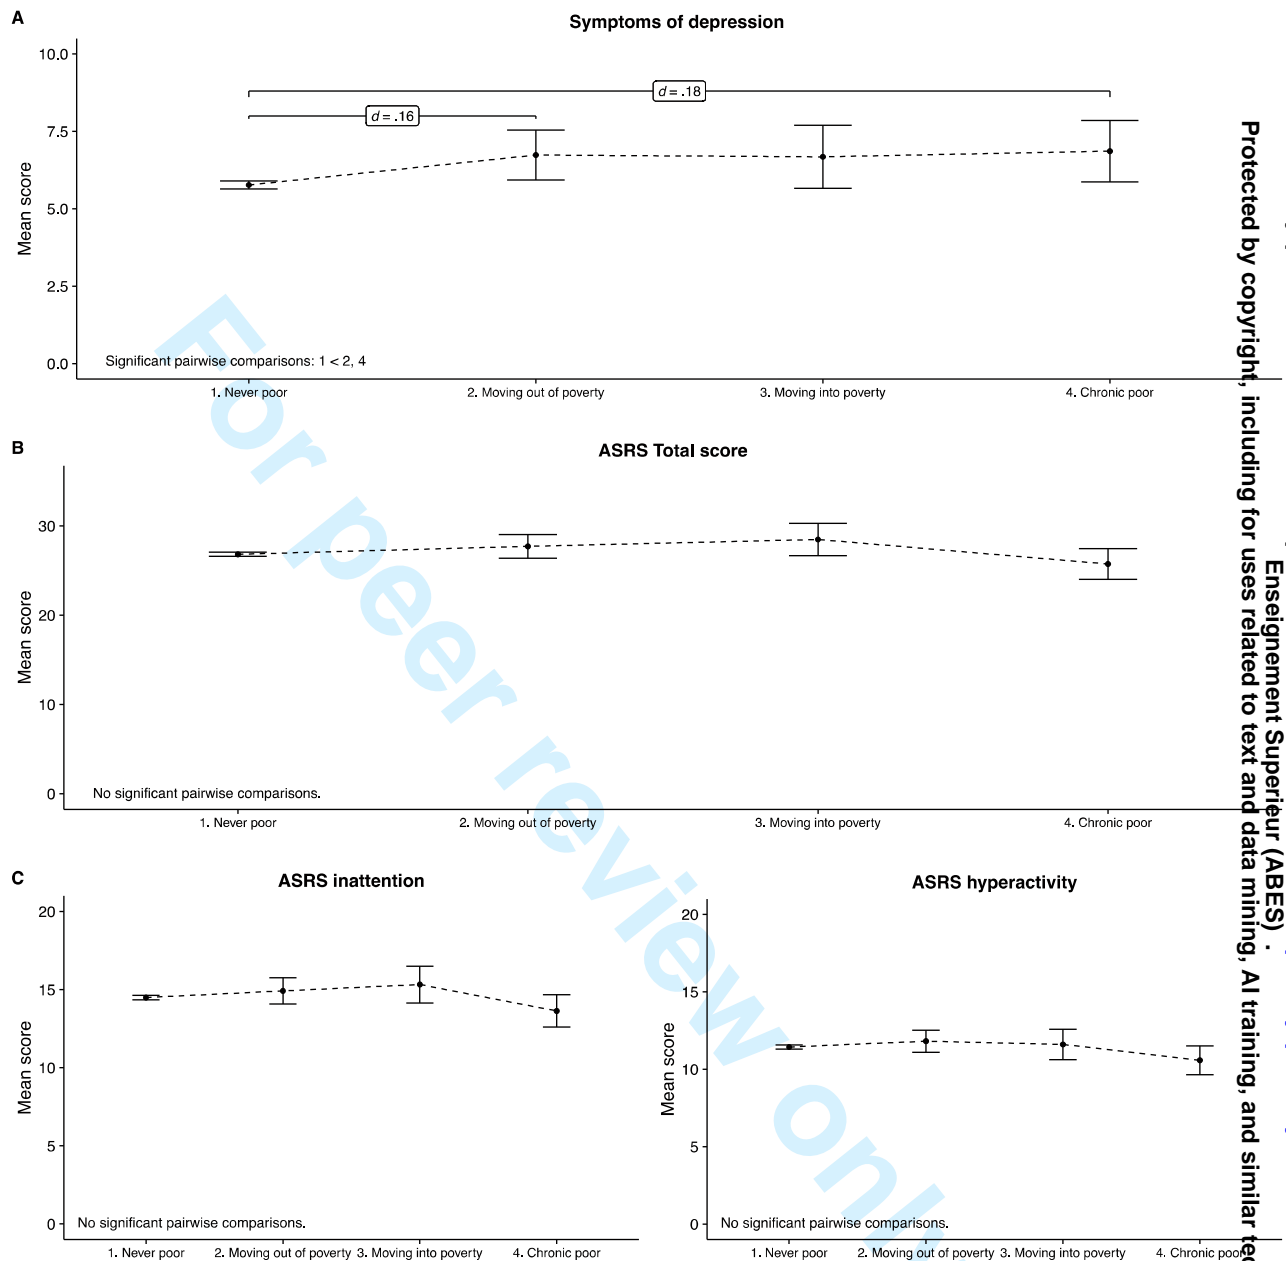 A
Symptoms of depression
10.0
7.5
5.0
2.5
0.0
Mean score
d = .18
d = .16
Significant pairwise comparisons: 1 < 2, 4
1. Never poor
2. Moving out of poverty
3. Moving into poverty
4. Chronic poor
B
ASRS Total score
30
20
10
0
Mean score
No significant pairwise comparisons.
1. Never poor
2. Moving out of poverty
3. Moving into poverty
4. Chronic poor
C
ASRS inattention
20
15
10
5
0
Mean score
No significant pairwise comparisons.
1. Never poor
2. Moving out of poverty
3. Moving into poverty
4. Chronic poor
ASRS hyperactivity
20
15
10
5
0
Mean score
No significant pairwise comparisons.
1. Never poor
2. Moving out of poverty
3. Moving into poverty
4. Chronic poor
For peer review only
Enseignement Superieur (ABES) .
Protected by copyright, including for uses related to text and data mining, AI training, and similar